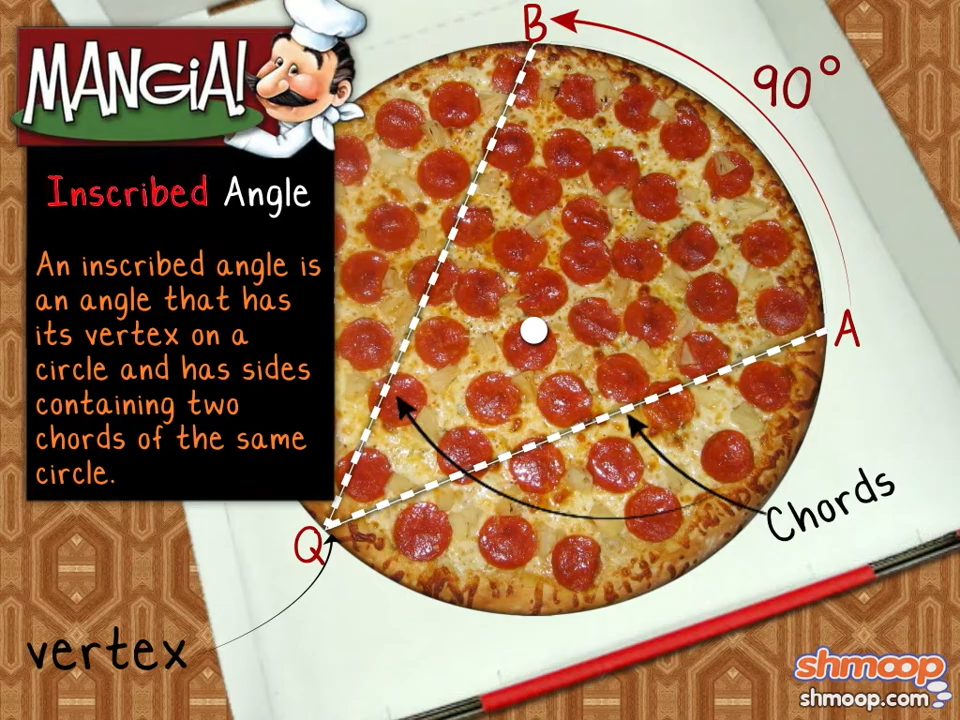 MANGIA!
Inscribed Angle
An inscribed angle is
an angle that has
its vertex on a
circle and has sides
containing two
chords of the same
circle.
B
90°
A
Chords
Q
vertex
shmoop
shmoop.com